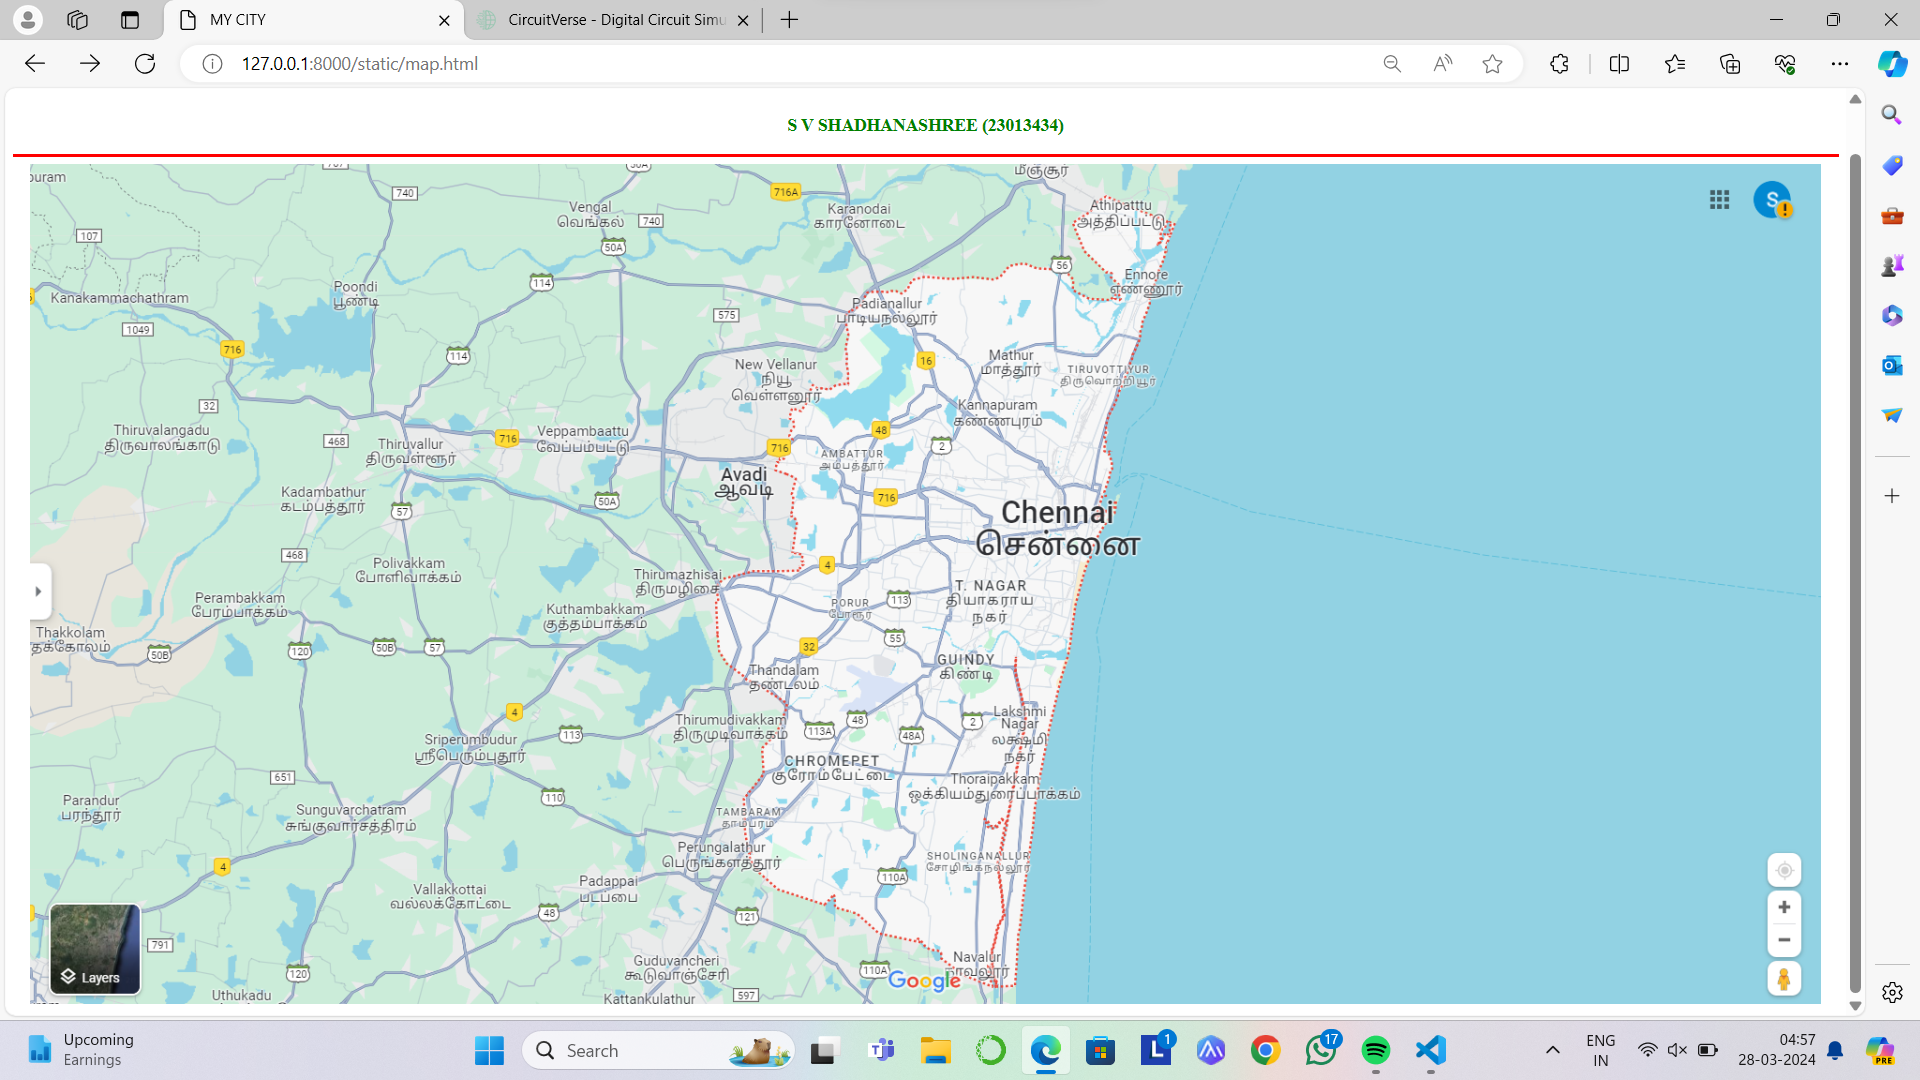 MY CITY
CircuitVerse - Digital Circuit Simu
127.0.0.1:8000/static/map.html
S V SHADHANASHREE (23013434)
716A
மீஞ்சூர்
Athipatttu
அத்திப்பட்டு
S
740
Vengal
வெங்கல்
740
Karanodai
காரனோடை
107
50A
56
Ennore
எண்ணூர்
Poondi
பூண்டி
114
Kanakammachathram
Padianallur
பாடியநல்லூர்
575
1049
716
114
16
Mathur
மாத்தூர்
New Vellanur
நியூ
வெள்ளனூர்
TIRUVOTTIYUR
திருவொற்றியூர்
32
Kannapuram
கண்ணபுரம்
Thiruvalangadu
திருவாலங்காடு
468
Thiruvallur
திருவள்ளூர்
716
Veppambaattu
வேப்பம்பட்டு
716
48
2
AMBATTUR
அம்பத்தூர்
Avadi
ஆவடி
Kadambathur
கடம்பத்தூர்
57
50A
716
Chennai
சென்னை
468
Polivakkam
போளிவாக்கம்
4
Thirumazhisai
திருமழிசை
T. NAGAR
தியாகராய
நகர்
Perambakkam
பேரம்பாக்கம்
Kuthambakkam
குத்தம்பாக்கம்
PORUR
போரூர்
113
Thakkolam
தக்கோலம்
50B
120
50B
57
32
55
GUINDY
கிண்டி
Thandalam
தண்டலம்
4
Thirumudivakkam
திருமுடிவாக்கம்
113
113A
48
48A
2
Lakshmi
Nagar
லக்ஷ்மி
நகர்
Sriperumbudur
ஸ்ரீபெரும்புதூர்
CHROMEPET
குரோம்பேட்டை
651
Thoraipakkam
ஒக்கியம்துரைப்பாக்கம்
Parandur
பரந்தூர்
110
Sunguvarchatram
சுங்குவார்சத்திரம்
TAMBARAM
தாம்பரம்
Perungalathur
பெருங்களத்தூர்
SHOLINGANALLUR
சோழிங்கநல்லூர்
4
110A
Padappai
படப்பை
Vallakkottai
வல்லக்கோட்டை
48
121
791
Layers
120
Guduvancheri
கூடுவாஞ்சேரி
110A
Navalur
நாவலூர்
Google
Uthukadu
597
Kattankulathur
Upcoming
Earnings
Search
1
17
ENG
IN
04:57
28-03-2024
PRE